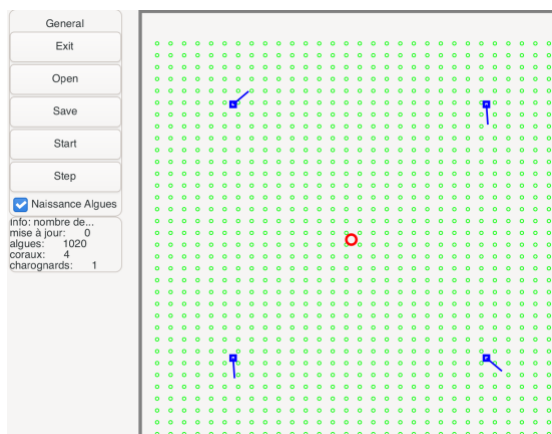 General
Exit
Open
Save
Start
Step
Naissance Algues
Info: nombre de...
mise à jour: 0
algues: 1020
coraux: 4
charognards: 1